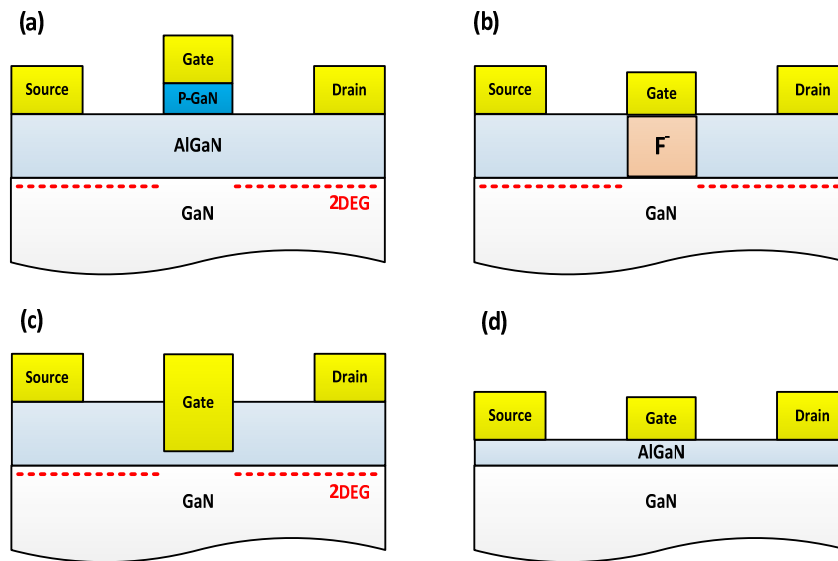 (a)
Gate
Source
P-GaN
Drain
AlGaN
2DEG
GaN
(b)
Source
Gate
Drain
F-
GaN
(c)
Source
Gate
Drain
2DEG
GaN
(d)
Source
Gate
Drain
AlGaN
GaN